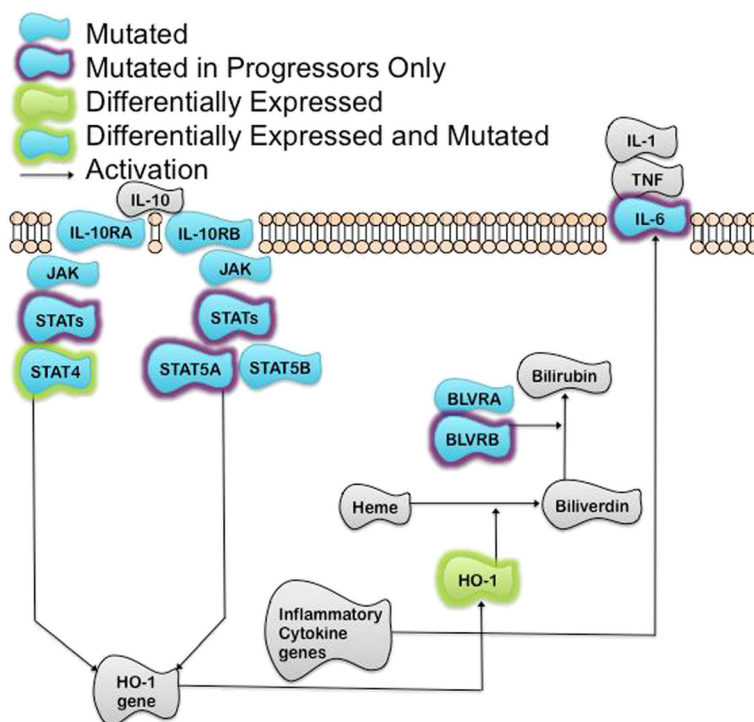 Mutated
Mutated in Progressors Only
Differentially Expressed
Differentially Expressed and Mutated
Activation
IL-1
TNF
IL-6
IL-10
IL-10RA
IL-10RB
JAK
JAK
STATs
STATs
STAT4
STAT5A
STAT5B
Bilirubin
BLVRA
BLVRB
Heme
Biliverdin
HO-1
Inflammatory
Cytokine
genes
HO-1
gene